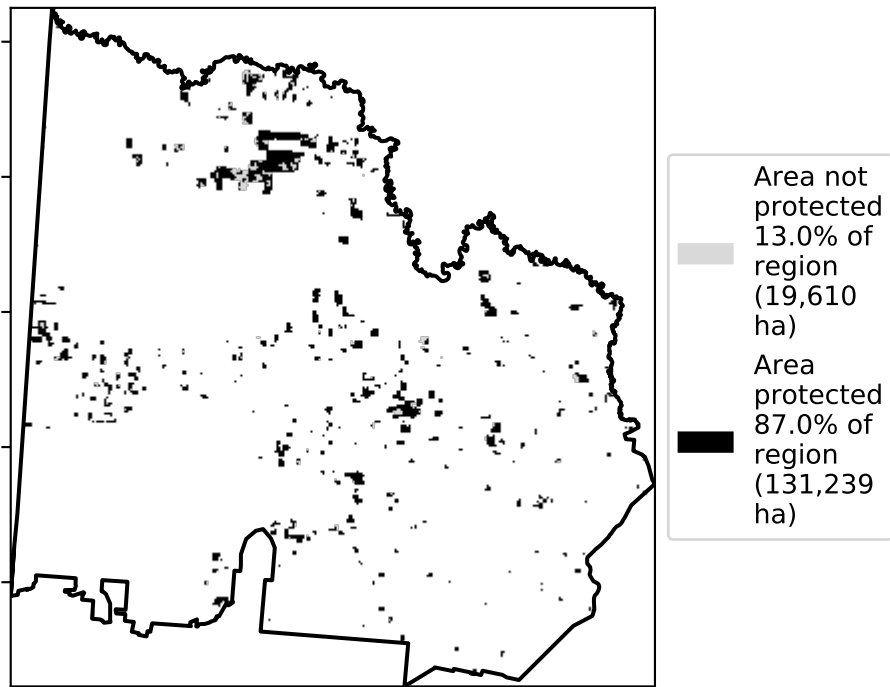 Area not
protected
13.0% of
region
(19,610
ha)
Area
protected
87.0% of
region
(131,239
ha)